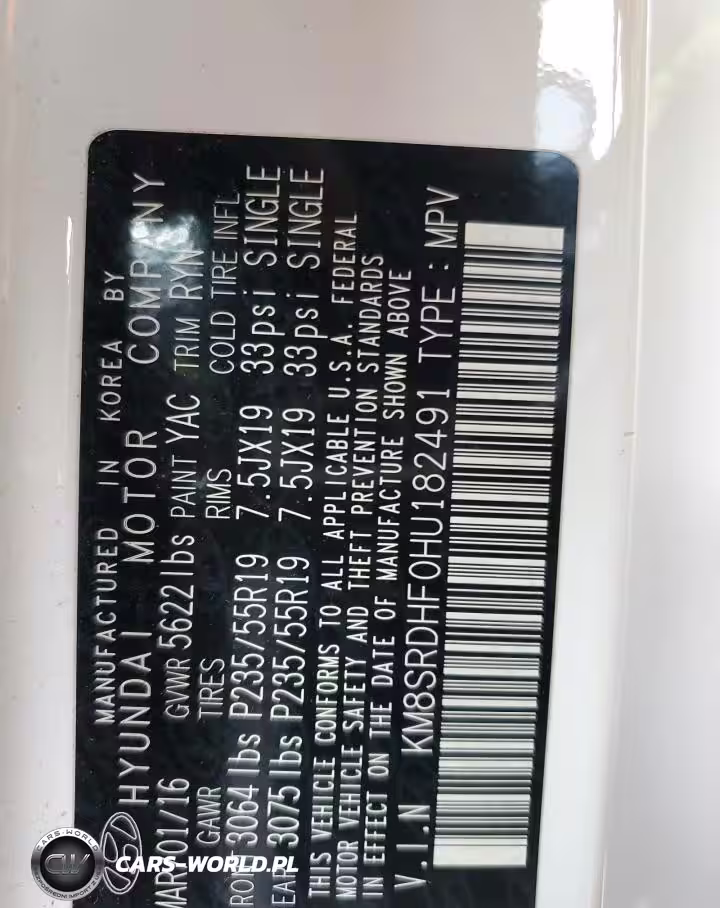 MANUFACTURED IN KOREA BY
HYUNDAI MOTOR COMPANY
MAR/01/16 GVWR 5622lbs PAINT YAC TRIM RYN
GAWR TIRES RIMS COLD TIRE INFL
3064lbs P235/55R19 7.5JX19 33psi SINGLE
3075lbs P235/55R19 7.5JX19 33psi SINGLE
THIS VEHICLE CONFORMS TO ALL APPLICABLE U.S.A. FEDERAL
MOTOR VEHICLE SAFETY AND THEFT PREVENTION STANDARDS
IN EFFECT ON THE DATE OF MANUFACTURE SHOWN ABOVE
V.I.N KM8SRDHF0HU182491 TYPE : MPV
CARS-WORLD
CW
CARS-WORLD.PL